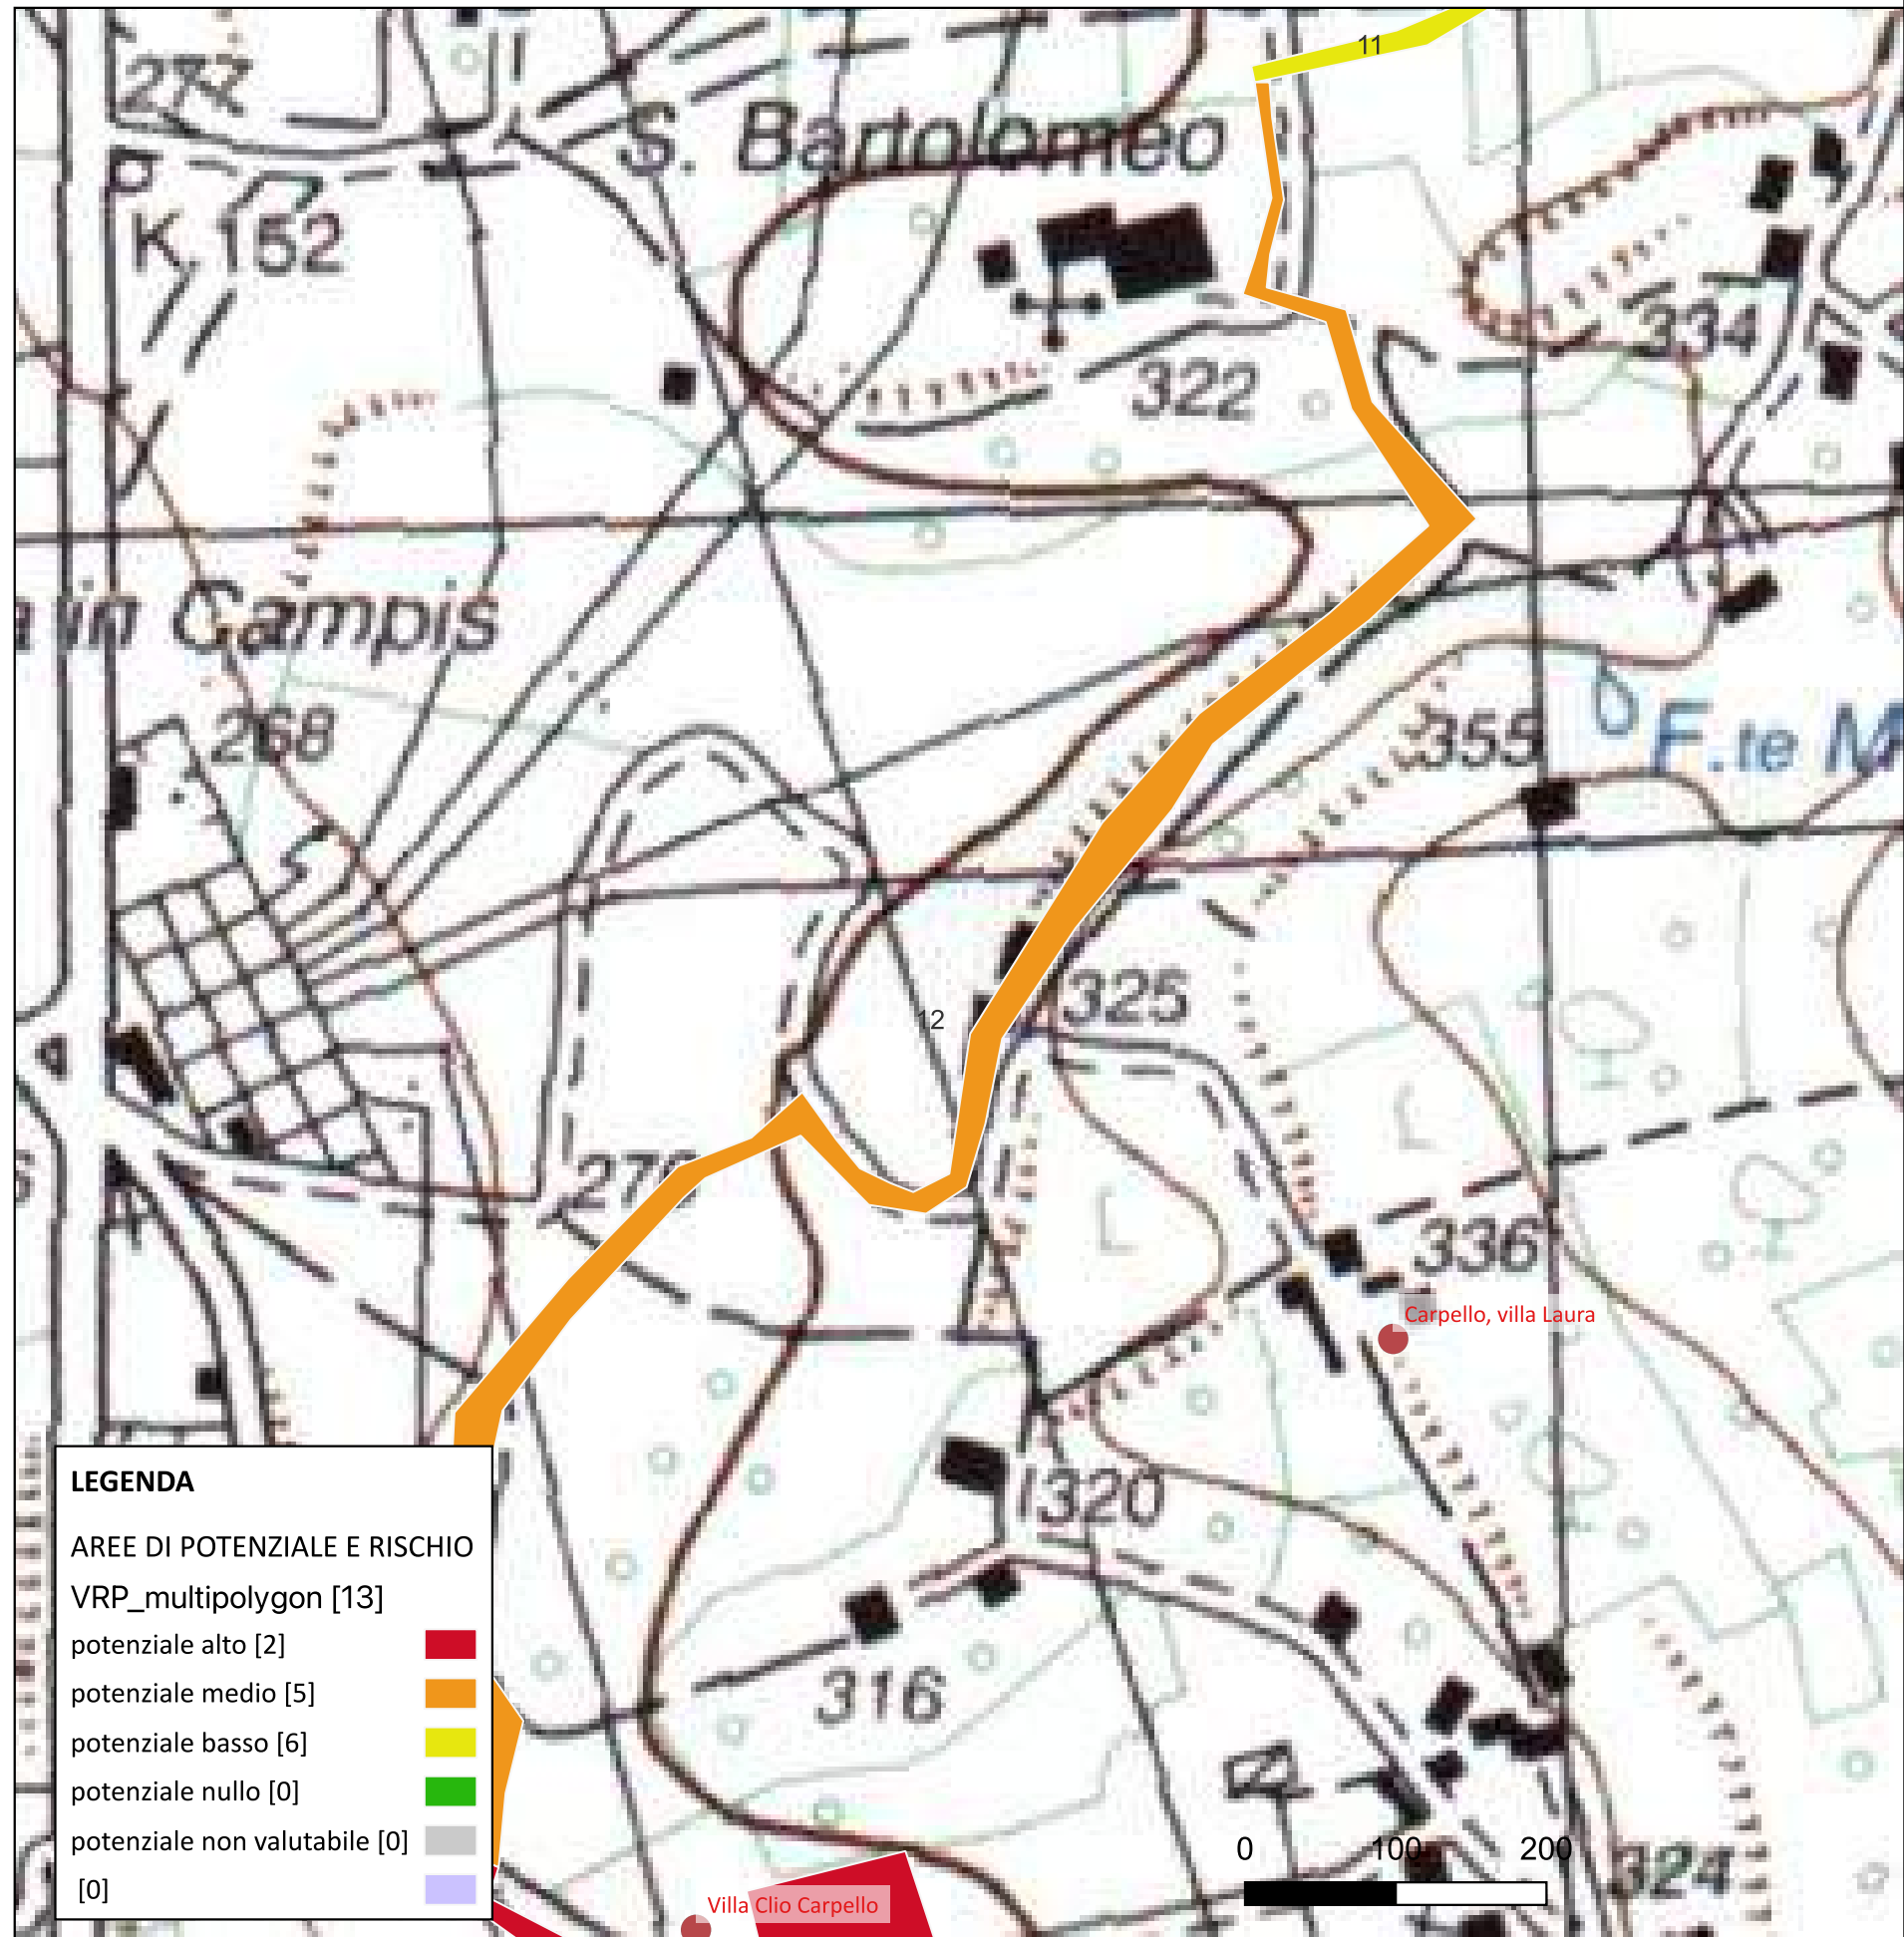 11
277
S. Bartolomeo
K. 152
334
322
a in Campis
268
355
F.te M
325
12
276
336
Carpello, villa Laura
LEGENDA
AREE DI POTENZIALE E RISCHIO
VRP_multipolygon [13]
potenziale alto [2]
potenziale medio [5]
potenziale basso [6]
potenziale nullo [0]
potenziale non valutabile [0]
[0]
320
316
0 100 200
324
Villa Clio Carpello